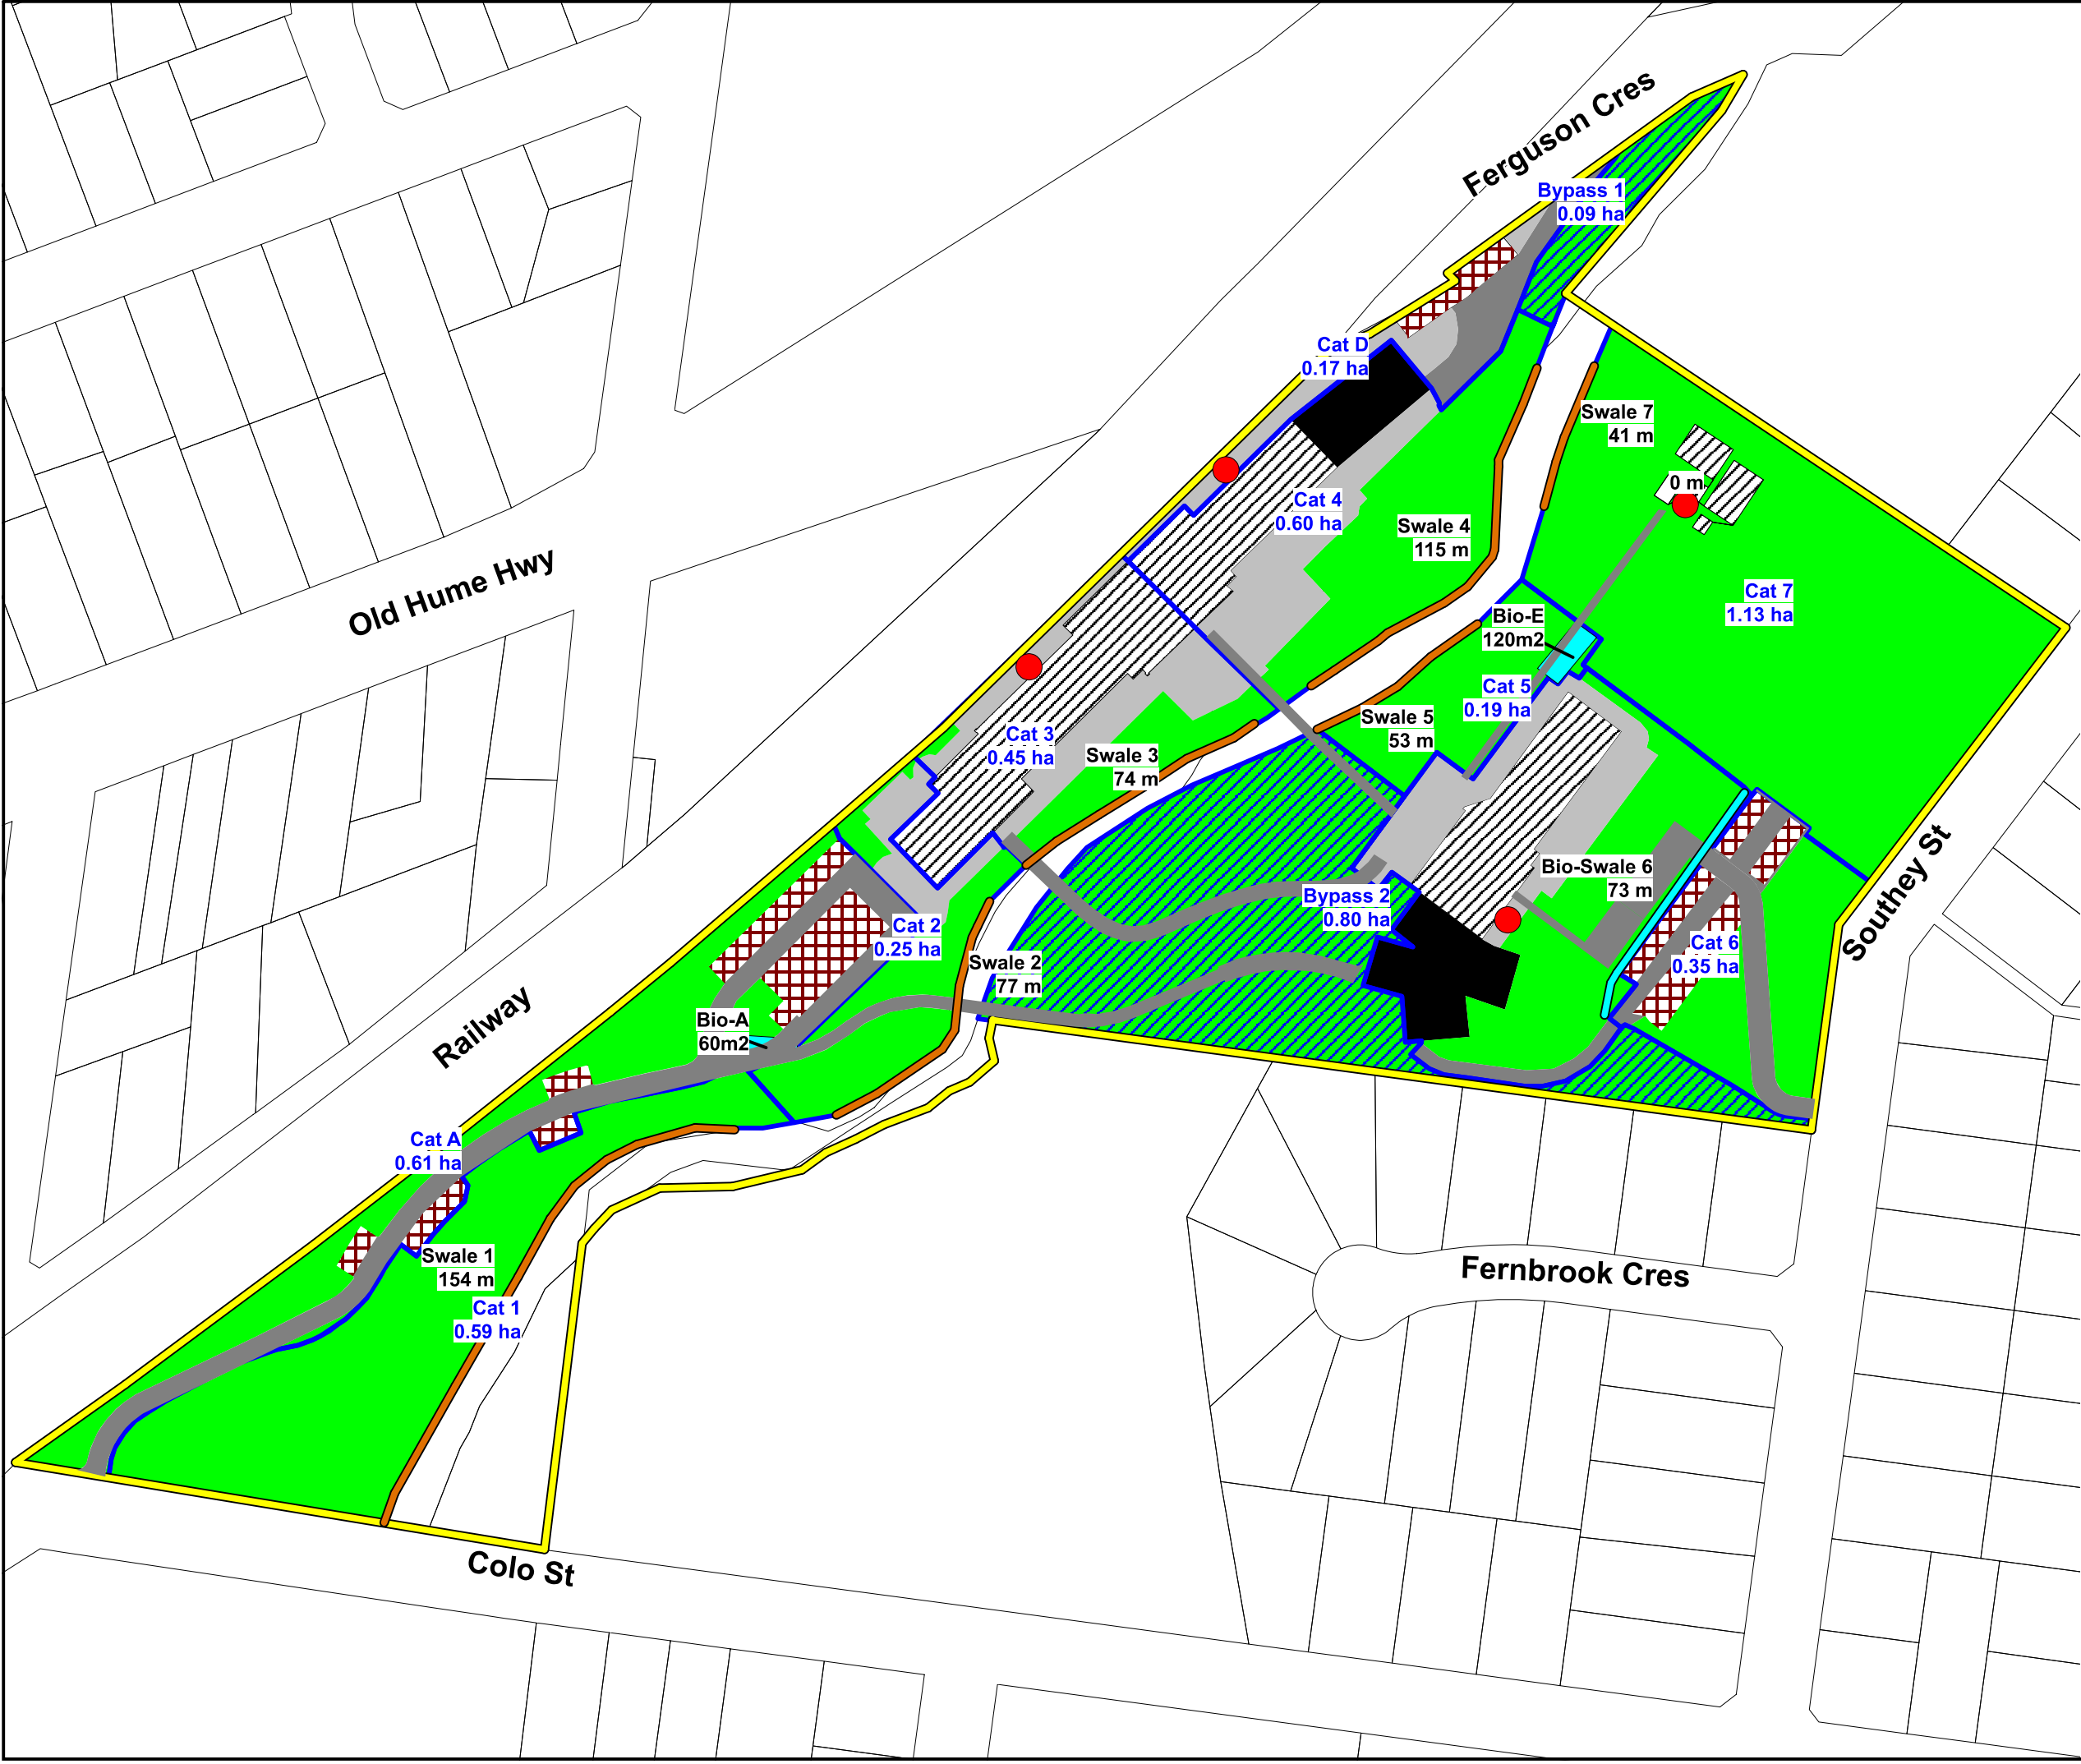 Ferguson Cres
Bypass 1
0.09 ha
Cat D
0.17 ha
Swale 7
41 m
0 m
Cat 4
0.60 ha
Swale 4
115 m
Old Hume Hwy
Cat 7
1.13 ha
Bio-E
120m2
Cat 5
0.19 ha
Swale 5
53 m
Cat 3
0.45 ha
Swale 3
74 m
Bio-Swale 6
73 m
Southey St
Bypass 2
0.80 ha
Cat 2
0.25 ha
Cat 6
0.35 ha
Swale 2
77 m
Railway
Bio-A
60m2
Cat A
0.61 ha
Swale 1
154 m
Fernbrook Cres
Cat 1
0.59 ha
Colo St